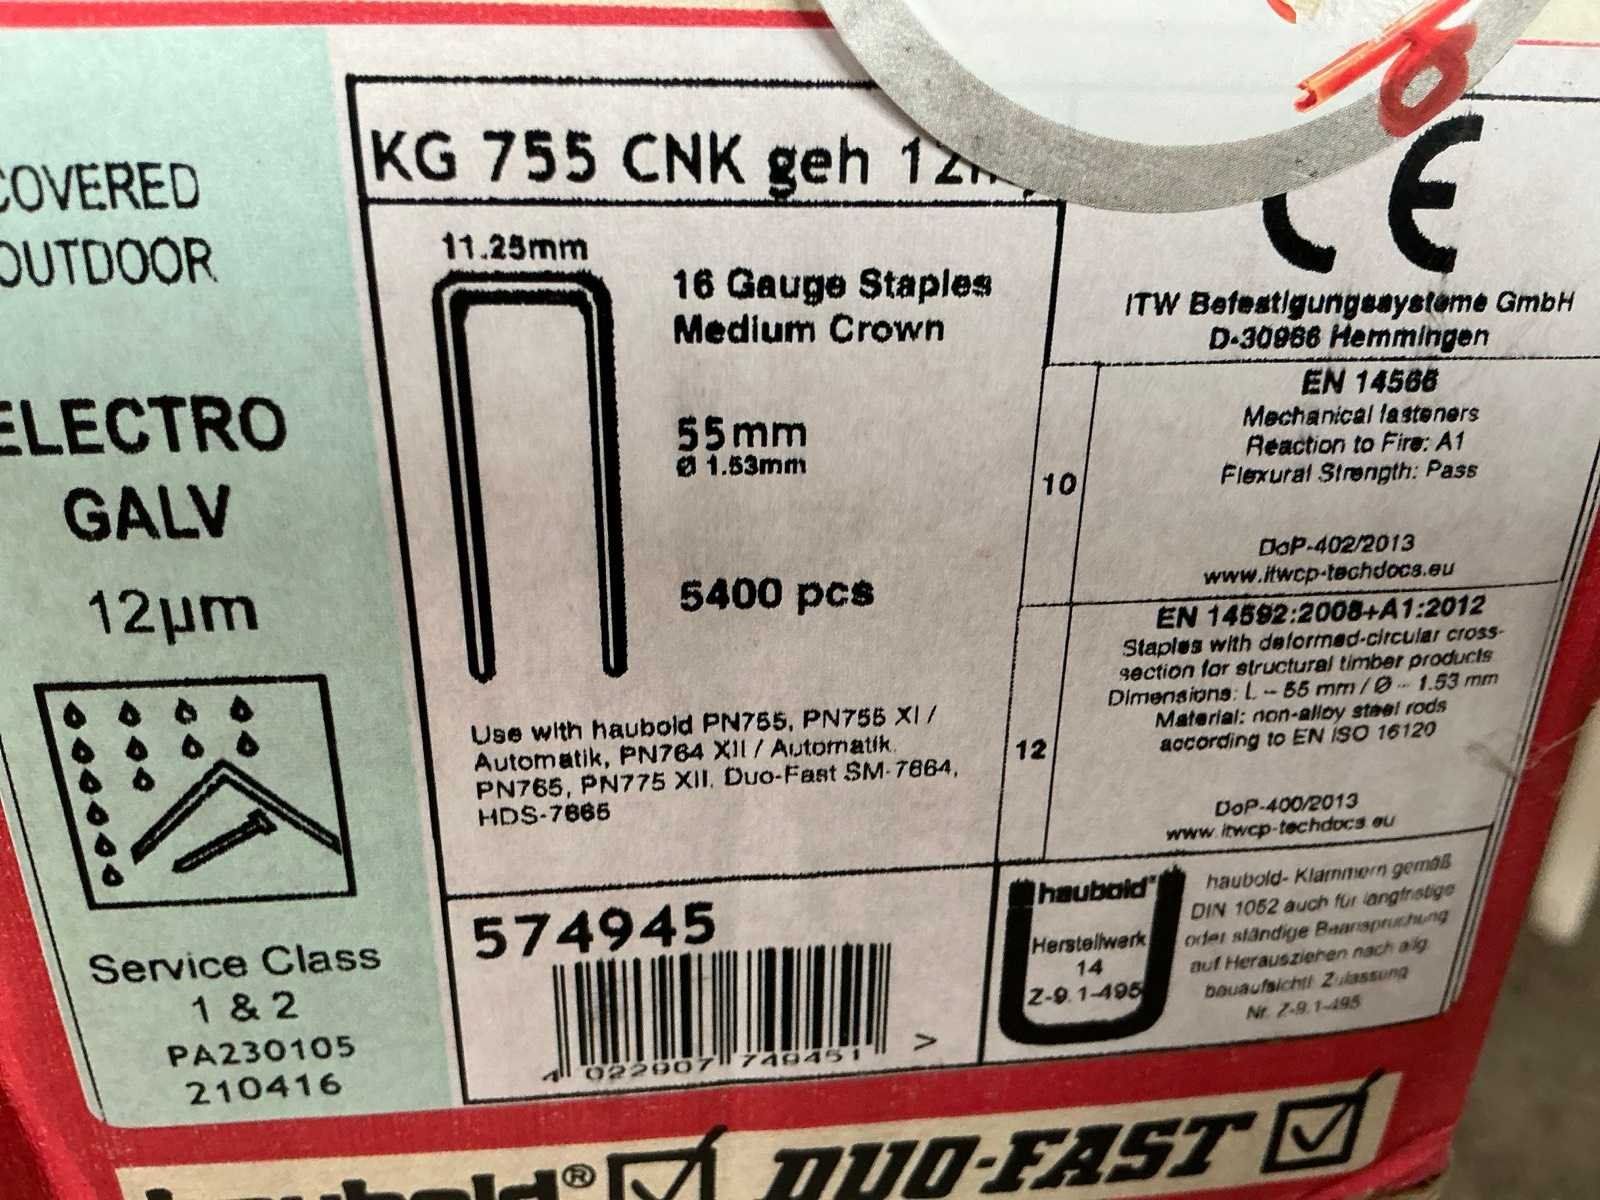 COVERED
OUTDOOR
ELECTRO
GALV
12µm
Service Class
1 & 2
PA230105
210416
KG 755 CNK geh
11.25mm
16 Gauge Staples
Medium Crown
55mm
Ø 1.53mm
5400 pcs
Use with haubold PN755, PN755 XI /
Automatik, PN764 XII / Automatik,
PN765, PN775 XII, Duo-Fast SM-7664,
HDS-7665
574945
4 022907 749451 >
CE
ITW Befestigungssysteme GmbH
D-30966 Hemmingen
10
EN 14566
Mechanical fasteners
Reaction to Fire: A1
Flexural Strength: Pass
DoP-402/2013
www.itwcp-techdocs.eu
12
EN 14592:2008+A1:2012
Staples with deformed-circular cross-
section for structural timber products
Dimensions: L - 55 mm / Ø - 1.53 mm
Material: non-alloy steel rods
according to EN ISO 16120
DoP-400/2013
www.itwcp-techdocs.eu
haubold®
Herstellwerk
14
Z-9.1-495
haubold- Klammern gemäß
DIN 1052 auch für langfristige
oder ständige Beanspruchung
auf Herausziehen nach allg.
bauaufsichtl. Zulassung
Nr. Z-9.1-495
haubold® DUO-FAST